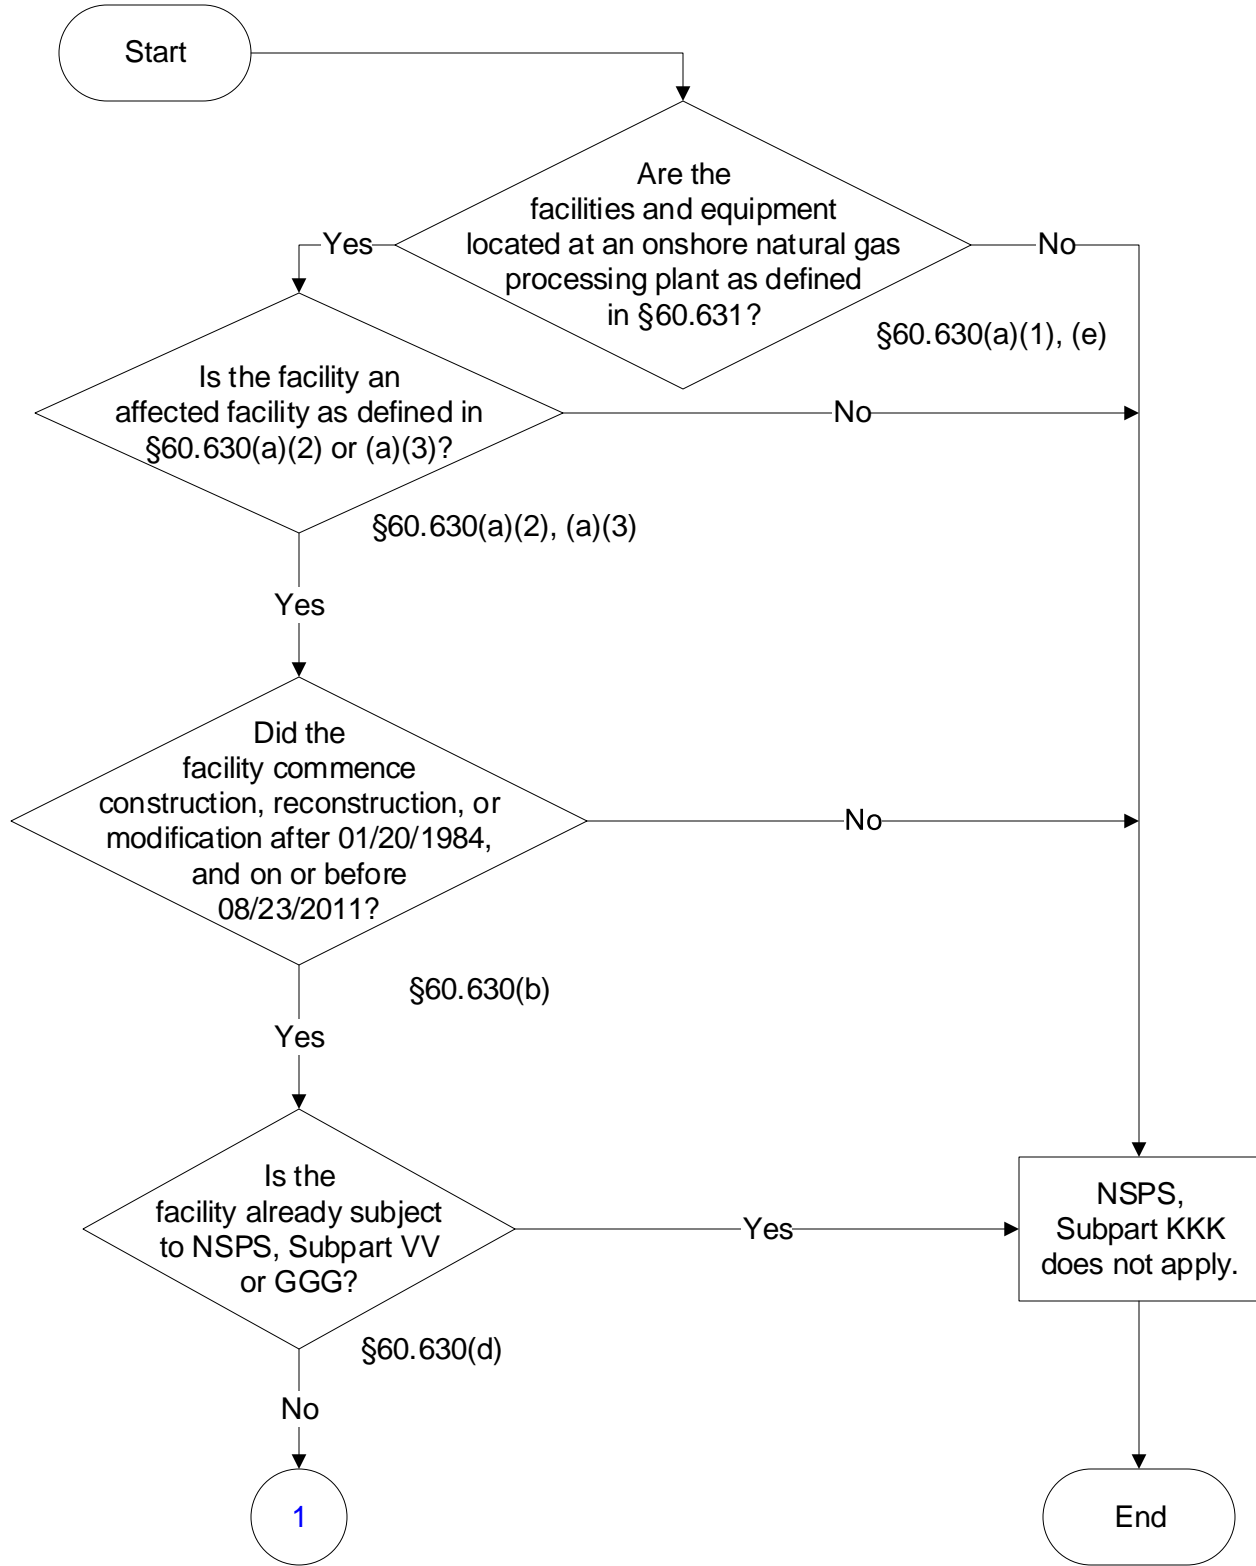 Start
Are the
facilities and equipment
located at an onshore natural gas
processing plant as defined
in §60.631?
Yes
No
§60.630(a)(1), (e)
Is the facility an
affected facility as defined in
§60.630(a)(2) or (a)(3)?
No
§60.630(a)(2), (a)(3)
Yes
Did the
facility commence
construction, reconstruction, or
modification after 01/20/1984,
and on or before
08/23/2011?
No
§60.630(b)
Yes
Is the
facility already subject
to NSPS, Subpart VV
or GGG?
Yes
NSPS,
Subpart KKK
does not apply.
§60.630(d)
No
1
End